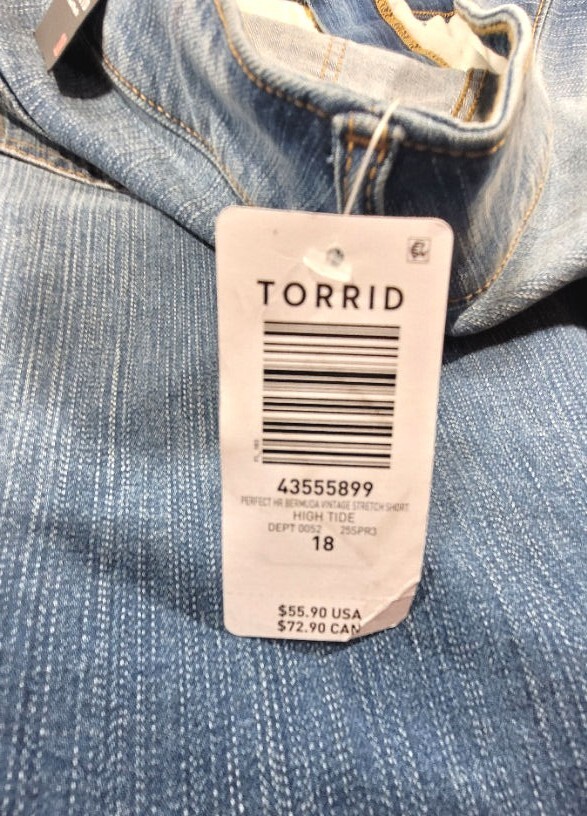 TORRID
43555899
PERFECT HR BERMUDA VINTAGE STRETCH SHORT
HIGH TIDE
DEPT 0052 25SPR3
18
$55.90 USA
$72.90 CAN